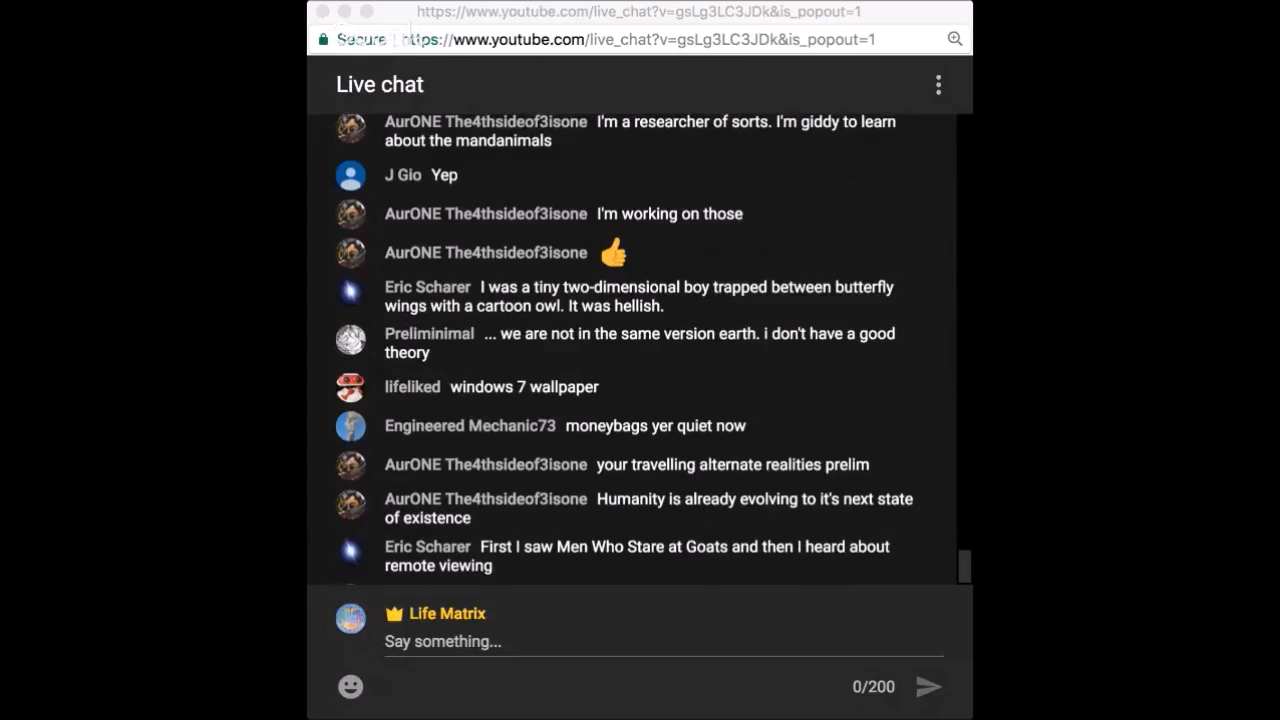 https://www.youtube.com/live_chat?v=gsLg3LC3JDk&is_popout=1
Secure https://www.youtube.com/live_chat?v=gsLg3LC3JDk&is_popout=1
Live chat
AurONE The4thsideof3isone I'm a researcher of sorts. I'm giddy to learn
about the mandanimals
J Gio Yep
AurONE The4thsideof3isone I'm working on those
AurONE The4thsideof3isone 👍
Eric Scharer I was a tiny two-dimensional boy trapped between butterfly
wings with a cartoon owl. It was hellish.
Preliminimal ... we are not in the same version earth. i don't have a good
theory
lifeliked windows 7 wallpaper
Engineered Mechanic73 moneybags yer quiet now
AurONE The4thsideof3isone your travelling alternate realities prelim
AurONE The4thsideof3isone Humanity is already evolving to it's next state
of existence
Eric Scharer First I saw Men Who Stare at Goats and then I heard about
remote viewing
Life Matrix
Say something...
0/200